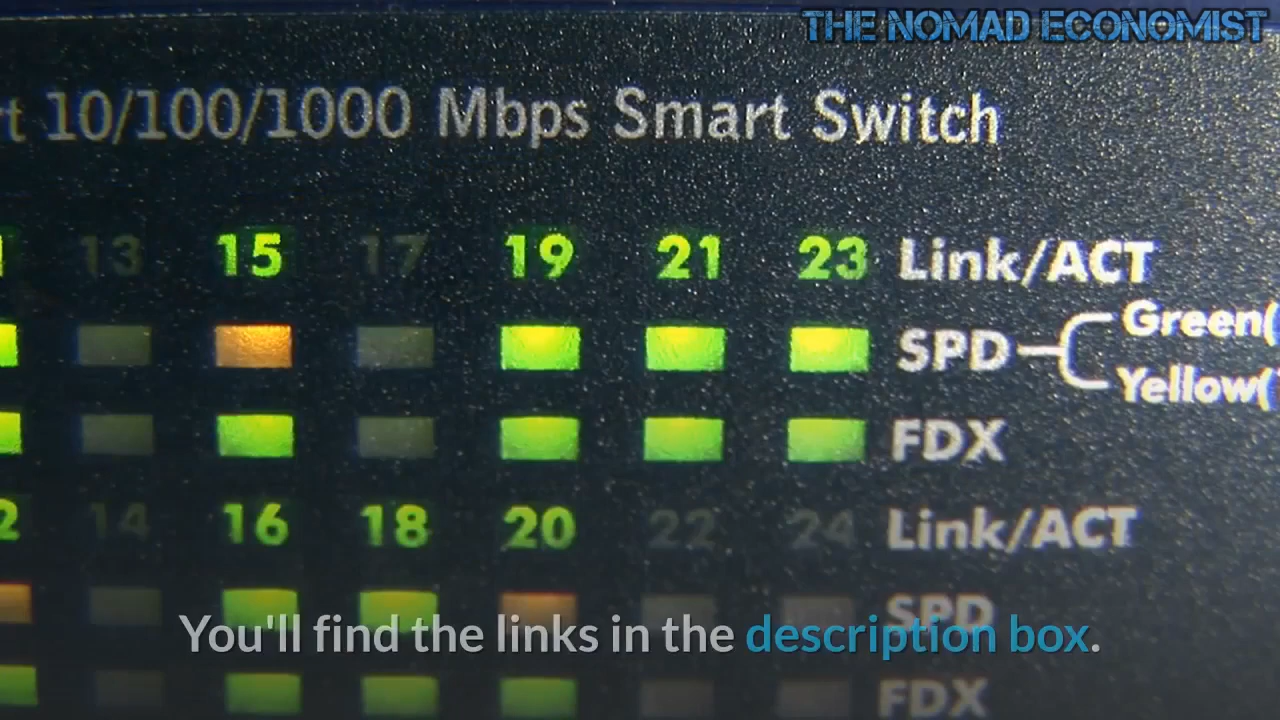 THE NOMAD ECONOMIST
10/100/1000 Mbps Smart Switch
13 15 17 19 21 23 Link/ACT
Green(
SPD
Yellow(
FDX
14 16 18 20 22 24 Link/ACT
SPD
You'll find the links in the description box.
FDX